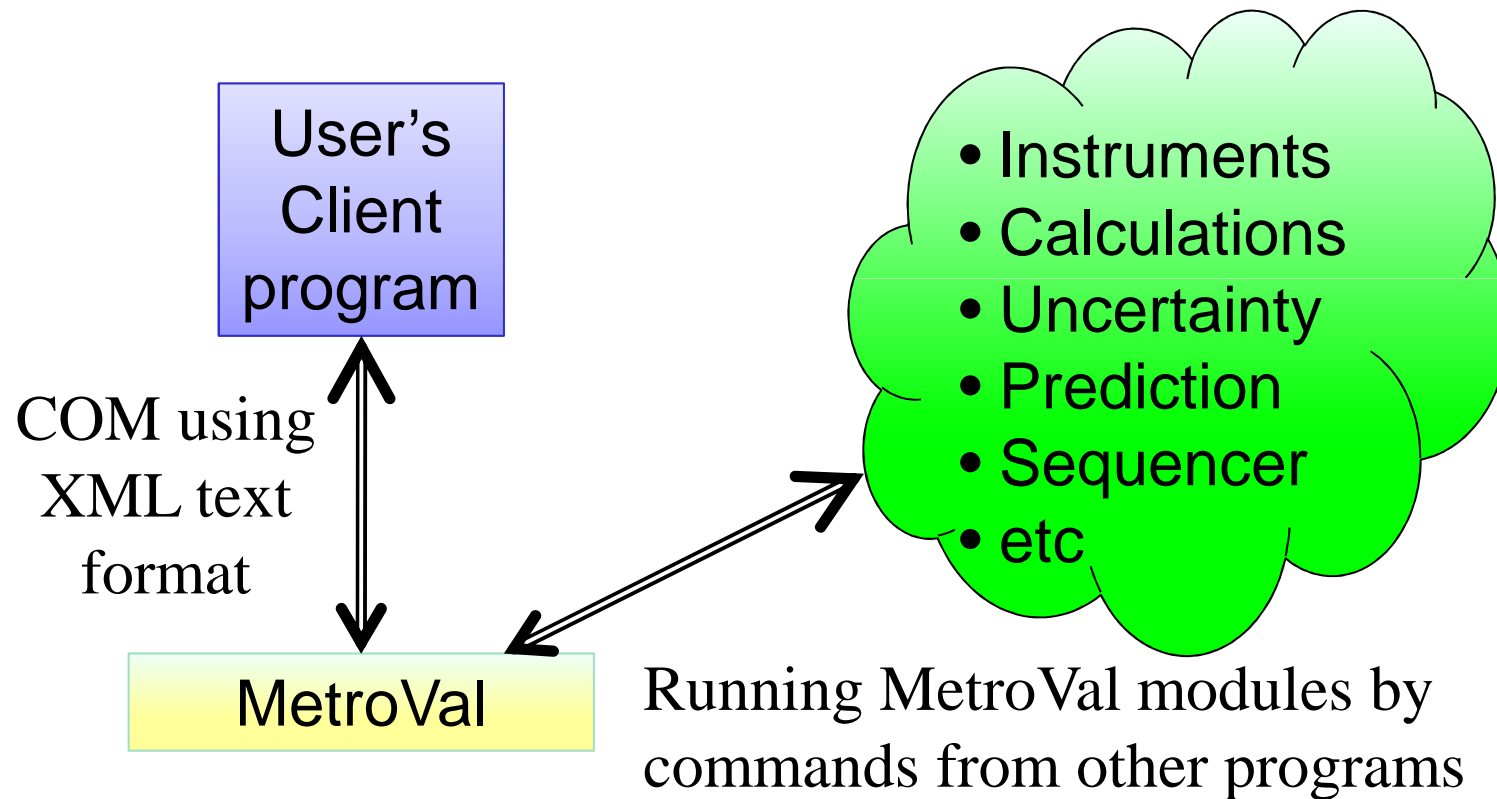 User’s
Client
program
COM using
XML text
format
MetroVal
• Instruments
• Calculations
• Uncertainty
• Prediction
• Sequencer
• etc
Running MetroVal modules by
commands from other programs